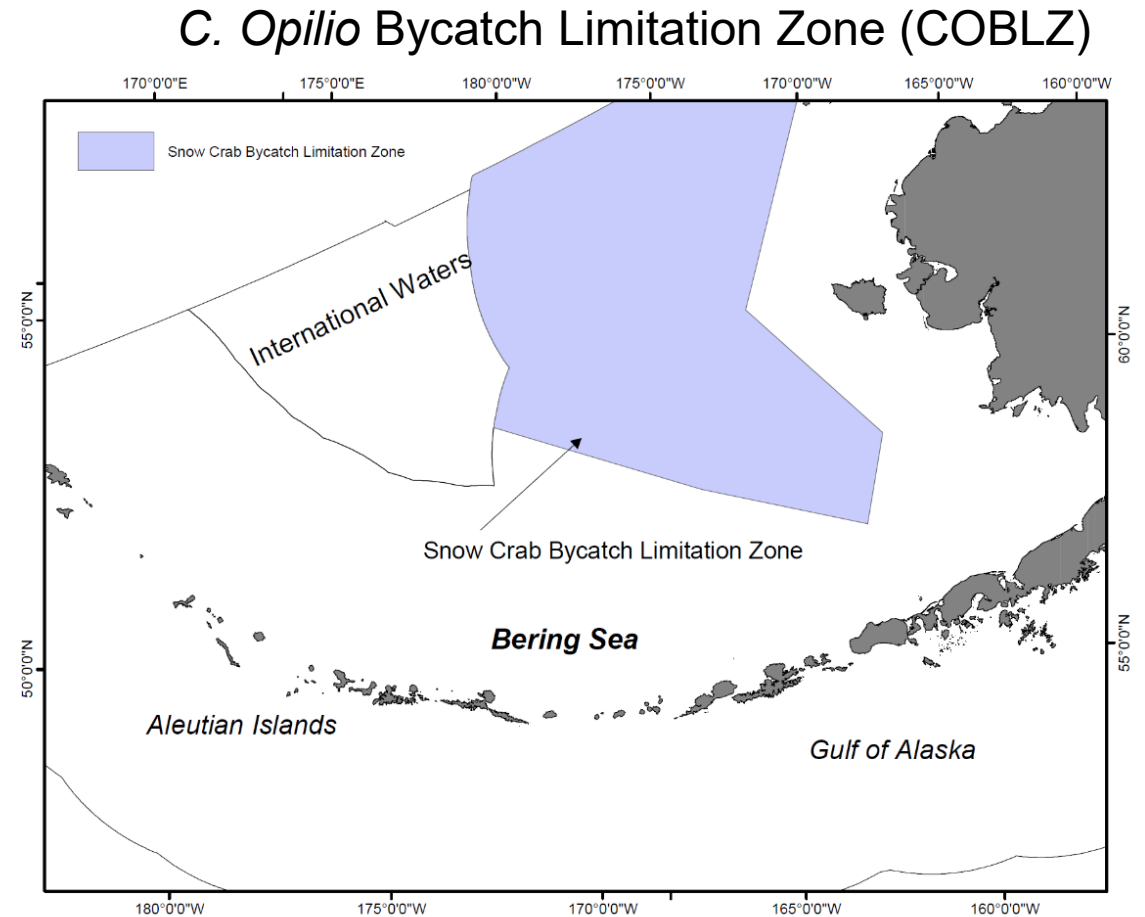 C. Opilio Bycatch Limitation Zone (COBLZ)
170°0'0"E 175°0'0"E 180°0'0"W 175°0'0"W 170°0'0"W 165°0'0"W 160°0'0"W
Snow Crab Bycatch Limitation Zone
International Waters
55°0'0"N
60°0'0"N
Snow Crab Bycatch Limitation Zone
Bering Sea
50°0'0"N
55°0'0"N
Aleutian Islands
Gulf of Alaska
180°0'0"W 175°0'0"W 170°0'0"W 165°0'0"W 160°0'0"W